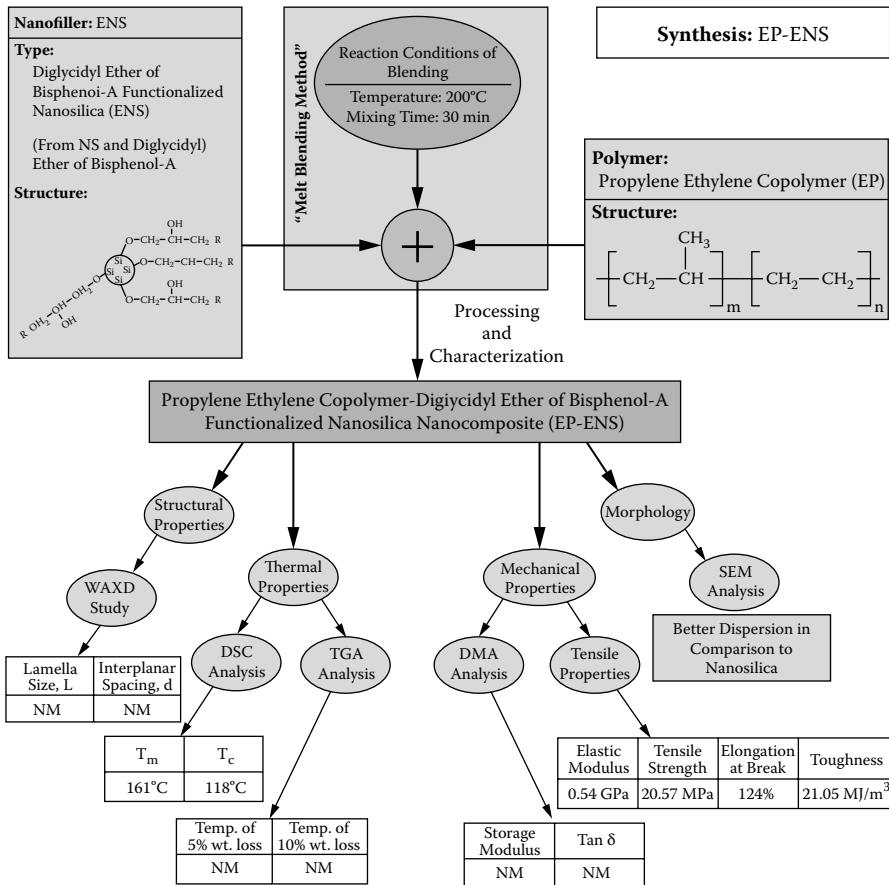 Nanofiller: ENS
Type:
Diglycidyl Ether of
Bisphenoi-A Functionalized
Nanosilica (ENS)
(From NS and Diglycidyl)
Ether of Bisphenol-A
Structure:
OH
O—CH₂—CH—CH₂ R
Si
Si
Si
Si
O—CH₂—CH₂—CH₂ R
OH
O—CH₂—CH—CH₂ R
R—OH₂—OH—OH₂—O
OH
"Melt Blending Method"
Reaction Conditions of
Blending
Temperature: 200°C
Mixing Time: 30 min
+
Synthesis: EP-ENS
Polymer:
Propylene Ethylene Copolymer (EP)
Structure:
CH₃
CH₂—CH
m
CH₂—CH₂
n
Processing
and
Characterization
Propylene Ethylene Copolymer-Digiycidyl Ether of Bisphenol-A
Functionalized Nanosilica Nanocomposite (EP-ENS)
Structural
Properties
WAXD
Study
Lamella
Size, L
Interplanar
Spacing, d
NM
NM
Thermal
Properties
DSC
Analysis
TGA
Analysis
Tₘ
T_c
161°C
118°C
Temp. of
5% wt. loss
Temp. of
10% wt. loss
NM
NM
Mechanical
Properties
DMA
Analysis
Tensile
Properties
Storage
Modulus
Tan δ
NM
NM
Elastic
Modulus
Tensile
Strength
Elongation
at Break
Toughness
0.54 GPa
20.57 MPa
124%
21.05 MJ/m³
Morphology
SEM
Analysis
Better Dispersion in
Comparison to
Nanosilica